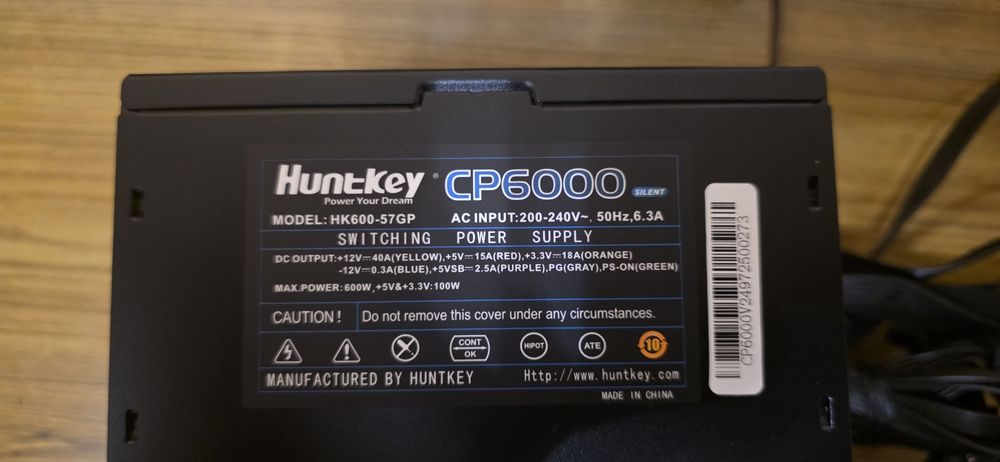 Huntkey® CP6000 SILENT
Power Your Dream
MODEL: HK600-57GP AC INPUT:200-240V~, 50Hz,6.3A
SWITCHING POWER SUPPLY
DC OUTPUT:+12V⎓40A(YELLOW),+5V⎓15A(RED),+3.3V⎓18A(ORANGE)
-12V⎓0.3A(BLUE),+5VSB⎓2.5A(PURPLE),PG(GRAY),PS-ON(GREEN)
MAX.POWER: 600W,+5V&+3.3V:100W
CAUTION! Do not remove this cover under any circumstances.
CONT OK HIPOT ATE 10
MANUFACTURED BY HUNTKEY Http://www.huntkey.com
MADE IN CHINA
CP6000V24972500273